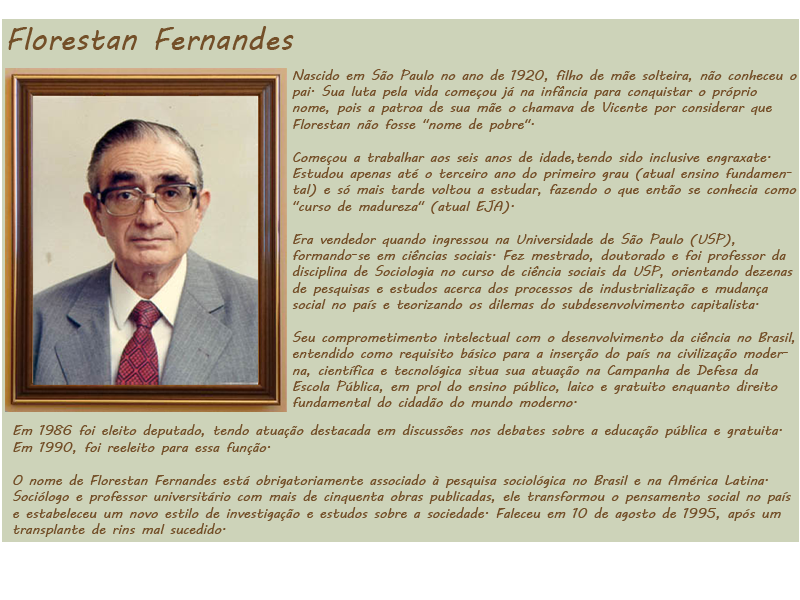 Florestan Fernandes
Nascido em São Paulo no ano de 1920, filho de mãe solteira, não conheceu o
pai. Sua luta pela vida começou já na infância para conquistar o próprio
nome, pois a patroa de sua mãe o chamava de Vicente por considerar que
Florestan não fosse "nome de pobre".
Começou a trabalhar aos seis anos de idade,tendo sido inclusive engraxate.
Estudou apenas até o terceiro ano do primeiro grau (atual ensino fundamen-
tal) e só mais tarde voltou a estudar, fazendo o que então se conhecia como
"curso de madureza" (atual EJA).
Era vendedor quando ingressou na Universidade de São Paulo (USP),
formando-se em ciências sociais. Fez mestrado, doutorado e foi professor da
disciplina de Sociologia no curso de ciência sociais da USP, orientando dezenas
de pesquisas e estudos acerca dos processos de industrialização e mudança
social no país e teorizando os dilemas do subdesenvolvimento capitalista.
Seu comprometimento intelectual com o desenvolvimento da ciência no Brasil,
entendido como requisito básico para a inserção do país na civilização moder-
na, científica e tecnológica situa sua atuação na Campanha de Defesa da
Escola Pública, em prol do ensino público, laico e gratuito enquanto direito
fundamental do cidadão do mundo moderno.
Em 1986 foi eleito deputado, tendo atuação destacada em discussões nos debates sobre a educação pública e gratuita.
Em 1990, foi reeleito para essa função.
O nome de Florestan Fernandes está obrigatoriamente associado à pesquisa sociológica no Brasil e na América Latina.
Sociólogo e professor universitário com mais de cinquenta obras publicadas, ele transformou o pensamento social no país
e estabeleceu um novo estilo de investigação e estudos sobre a sociedade. Faleceu em 10 de agosto de 1995, após um
transplante de rins mal sucedido.